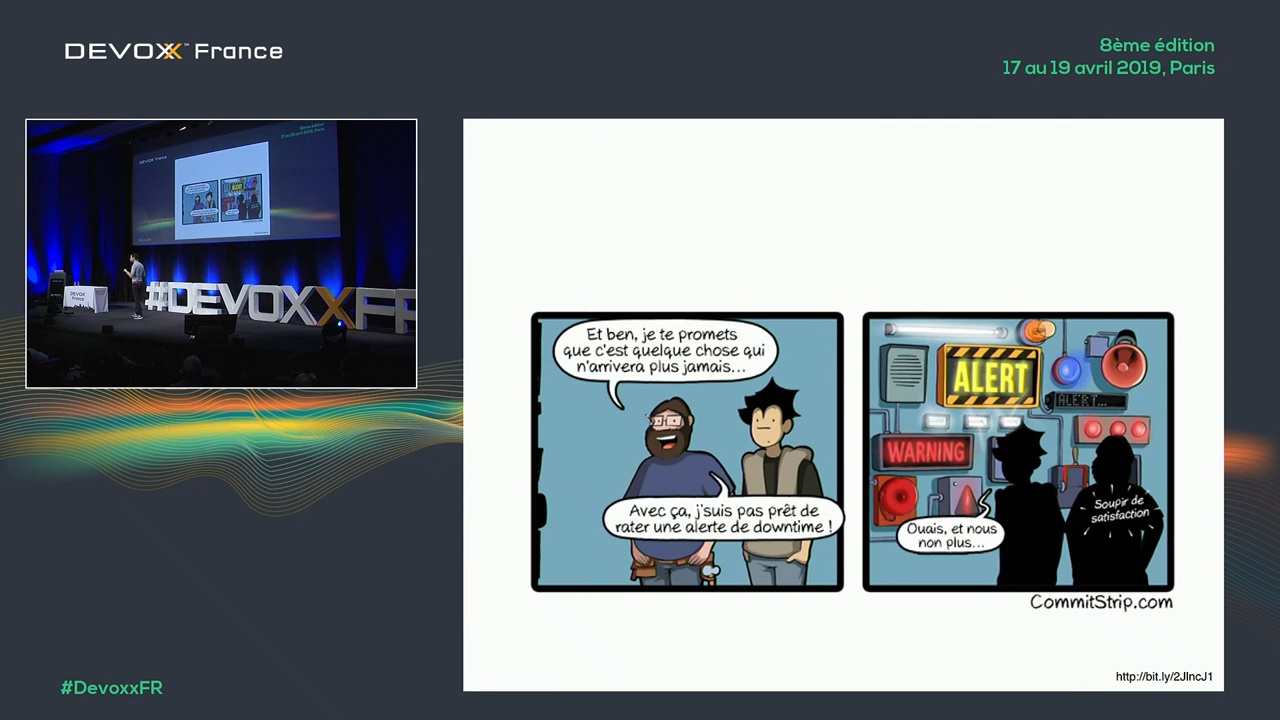 DEVOXX™ France
8ème édition
17 au 19 avril 2019, Paris
DEVOXX France
#DEVOXXFR
Et ben, je te promets
que c'est quelque chose qui
n'arrivera plus jamais...
Avec ça, j'suis pas prêt de
rater une alerte de downtime !
ALERT
ALERT...
WARNING
Soupir de
satisfaction
Ouais, et nous
non plus...
CommitStrip.com
http://bit.ly/2JlncJ1
#DevoxxFR